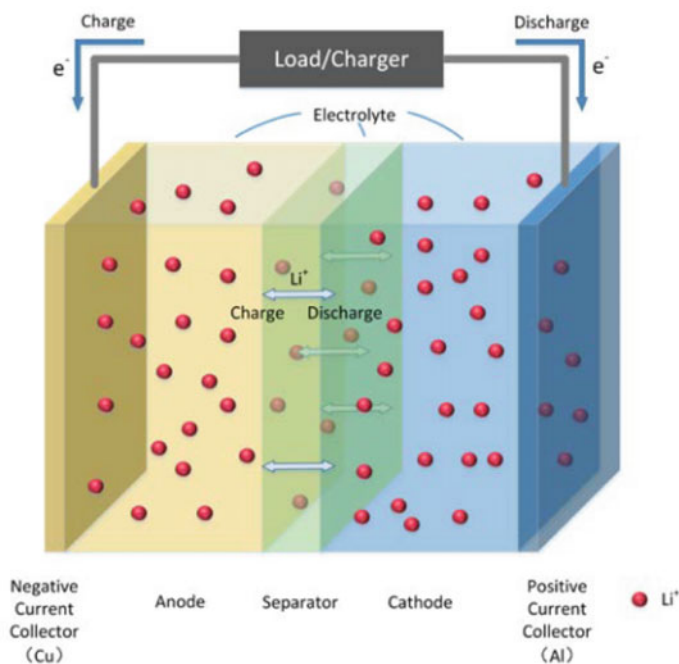 Charge
Discharge
e⁻
Load/Charger
e⁻
Electrolyte
Li⁺
Charge
Discharge
Negative
Current
Collector
（Cu）
Anode
Separator
Cathode
Positive
Current
Collector
（Al）
Li⁺